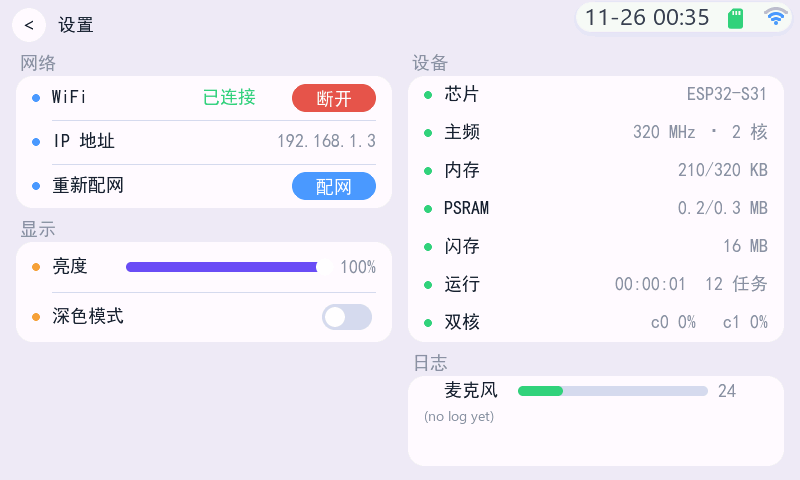 < 设置
11-26 00:35
网络
WiFi 已连接 断开
IP 地址 192.168.1.3
重新配网 配网
显示
亮度 100%
深色模式
设备
芯片 ESP32-S31
主频 320 MHz · 2 核
内存 210/320 KB
PSRAM 0.2/0.3 MB
闪存 16 MB
运行 00:00:01 12 任务
双核 c0 0% c1 0%
日志
麦克风 24
(no log yet)